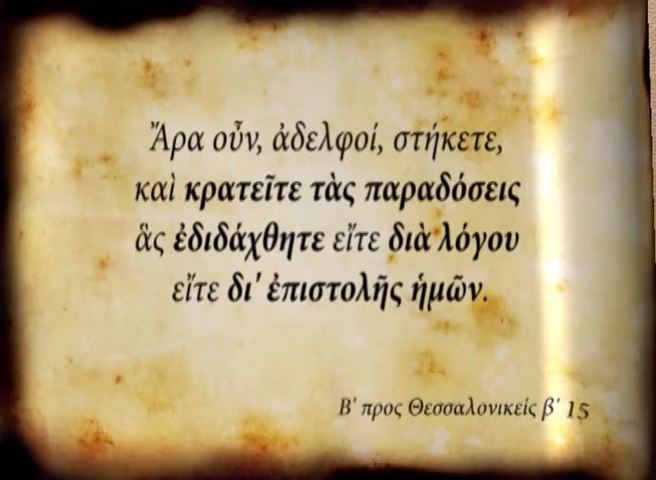 Ἄρα οὖν, ἀδελφοί, στήκετε,
καὶ κρατεῖτε τὰς παραδόσεις
ἃς ἐδιδάχθητε εἴτε διὰ λόγου
εἴτε δι' ἐπιστολῆς ἡμῶν.
Β' προς Θεσσαλονικείς β' 15